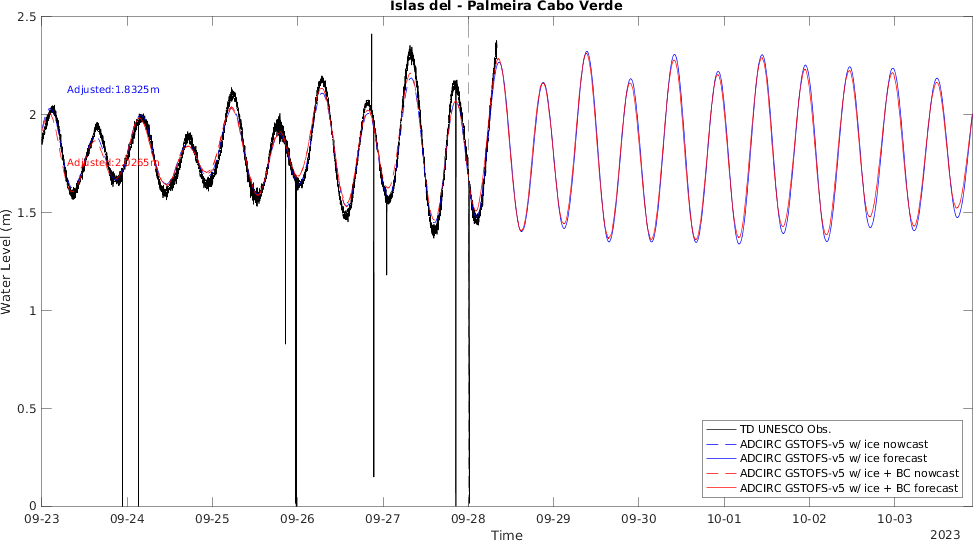 Islas del - Palmeira Cabo Verde
2.5
Adjusted:1.8325m
2
Adjusted:2.0265m
1.5
Water Level (m)
1
0.5
TD UNESCO Obs.
ADCIRC GSTOFS-v5 w/ ice nowcast
ADCIRC GSTOFS-v5 w/ ice forecast
ADCIRC GSTOFS-v5 w/ ice + BC nowcast
ADCIRC GSTOFS-v5 w/ ice + BC forecast
0
09-23 09-24 09-25 09-26 09-27 09-28 09-29 09-30 10-01 10-02 10-03
Time
2023